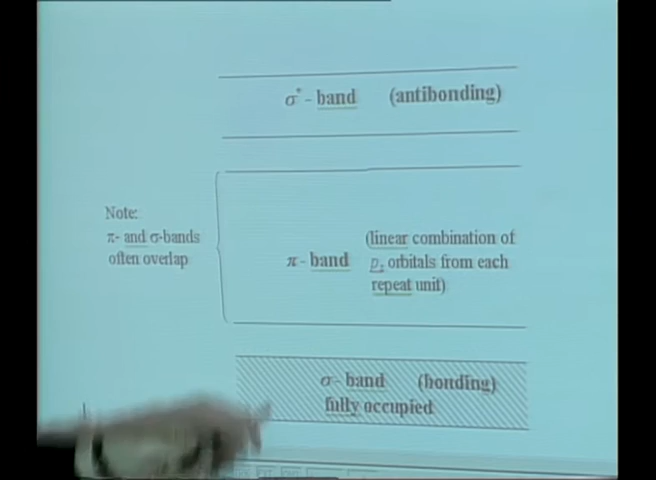 σ* - band (antibonding)
Note:
π- and σ-bands
often overlap
(linear combination of
π - band pz orbitals from each
repeat unit)
σ - band (bonding)
fully occupied